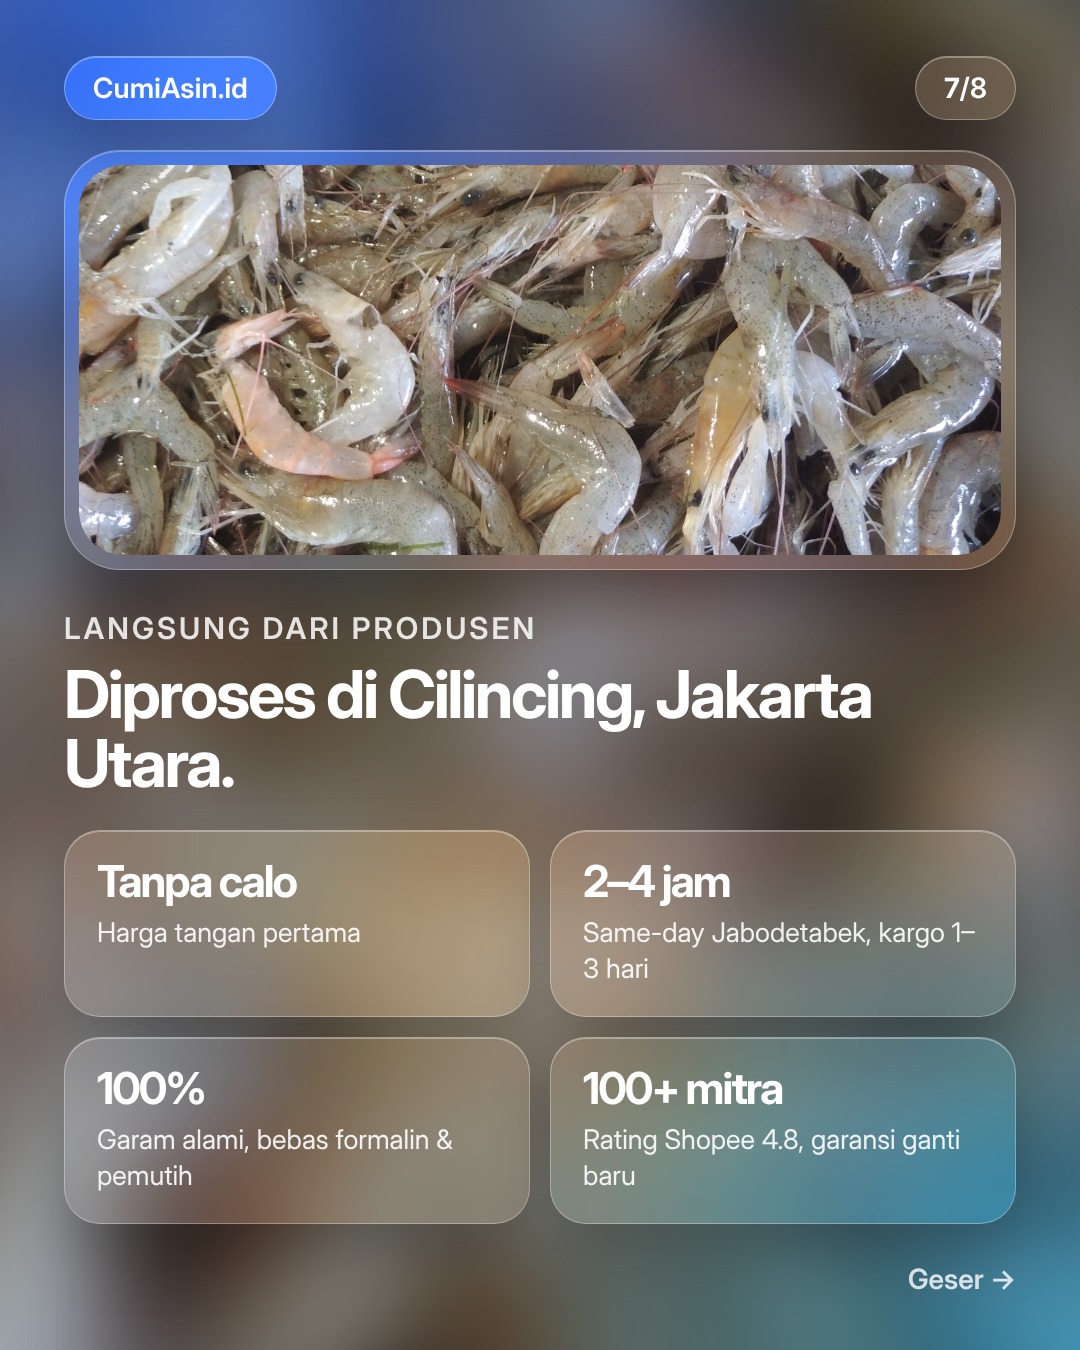 CumiAsin.id
7/8
LANGSUNG DARI PRODUSEN
Diproses di Cilincing, Jakarta
Utara.
Tanpa calo
Harga tangan pertama
2–4 jam
Same-day Jabodetabek, kargo 1–
3 hari
100%
Garam alami, bebas formalin &
pemutih
100+ mitra
Rating Shopee 4.8, garansi ganti
baru
Geser →